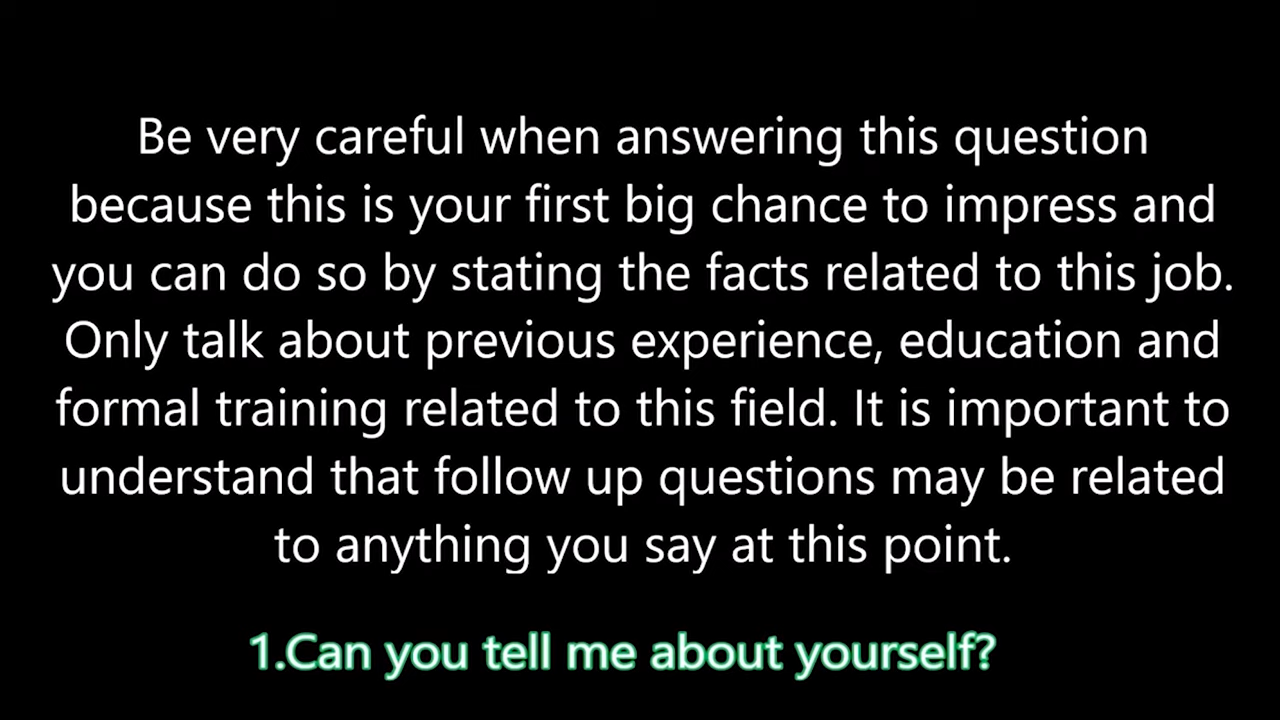 Be very careful when answering this question
because this is your first big chance to impress and
you can do so by stating the facts related to this job.
Only talk about previous experience, education and
formal training related to this field. It is important to
understand that follow up questions may be related
to anything you say at this point.
1.Can you tell me about yourself?